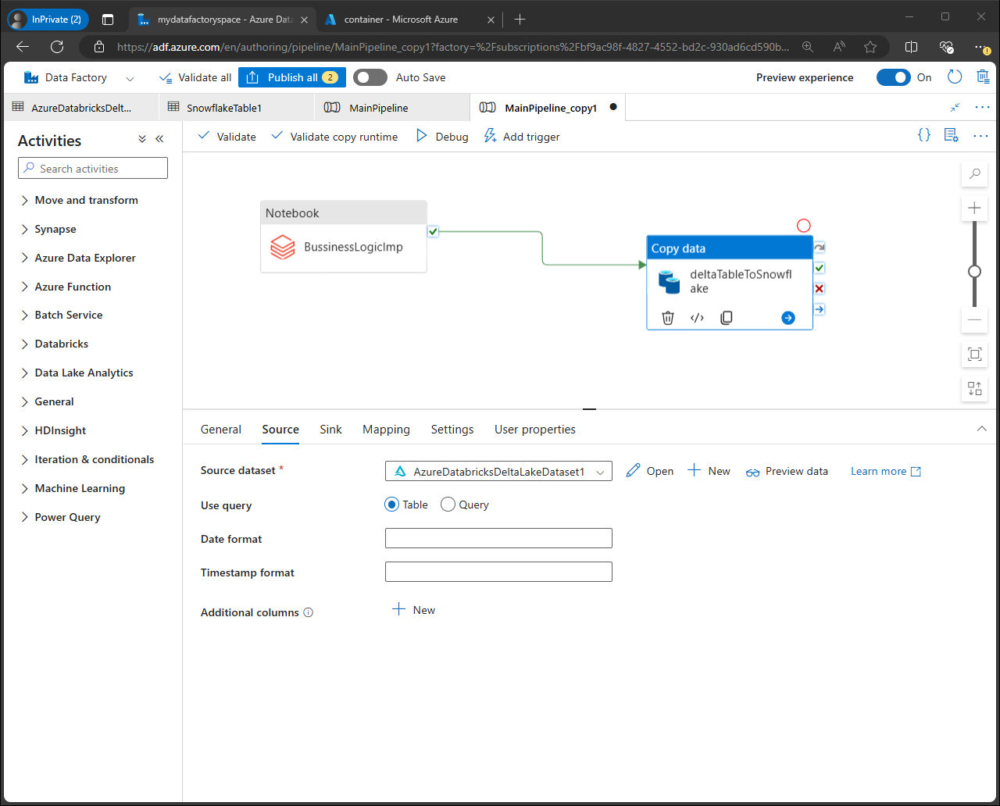 InPrivate (2)
mydatafactoryspace - Azure Data
container - Microsoft Azure
https://adf.azure.com/en/authoring/pipeline/MainPipeline_copy1?factory=%2Fsubscriptions%2Fbf9ac98f-4827-4552-bd2c-930ad6cd590b...
Data Factory
Validate all
Publish all 2
Auto Save
Preview experience
On
AzureDatabricksDelt...
SnowflakeTable1
MainPipeline
MainPipeline_copy1
Activities
Validate
Validate copy runtime
Debug
Add trigger
Search activities
Move and transform
Synapse
Azure Data Explorer
Azure Function
Batch Service
Databricks
Data Lake Analytics
General
HDInsight
Iteration & conditionals
Machine Learning
Power Query
Notebook
BussinessLogicImp
Copy data
deltaTableToSnowfl
ake
General
Source
Sink
Mapping
Settings
User properties
Source dataset *
AzureDatabricksDeltaLakeDataset1
Open
New
Preview data
Learn more
Use query
Table
Query
Date format
Timestamp format
Additional columns
New